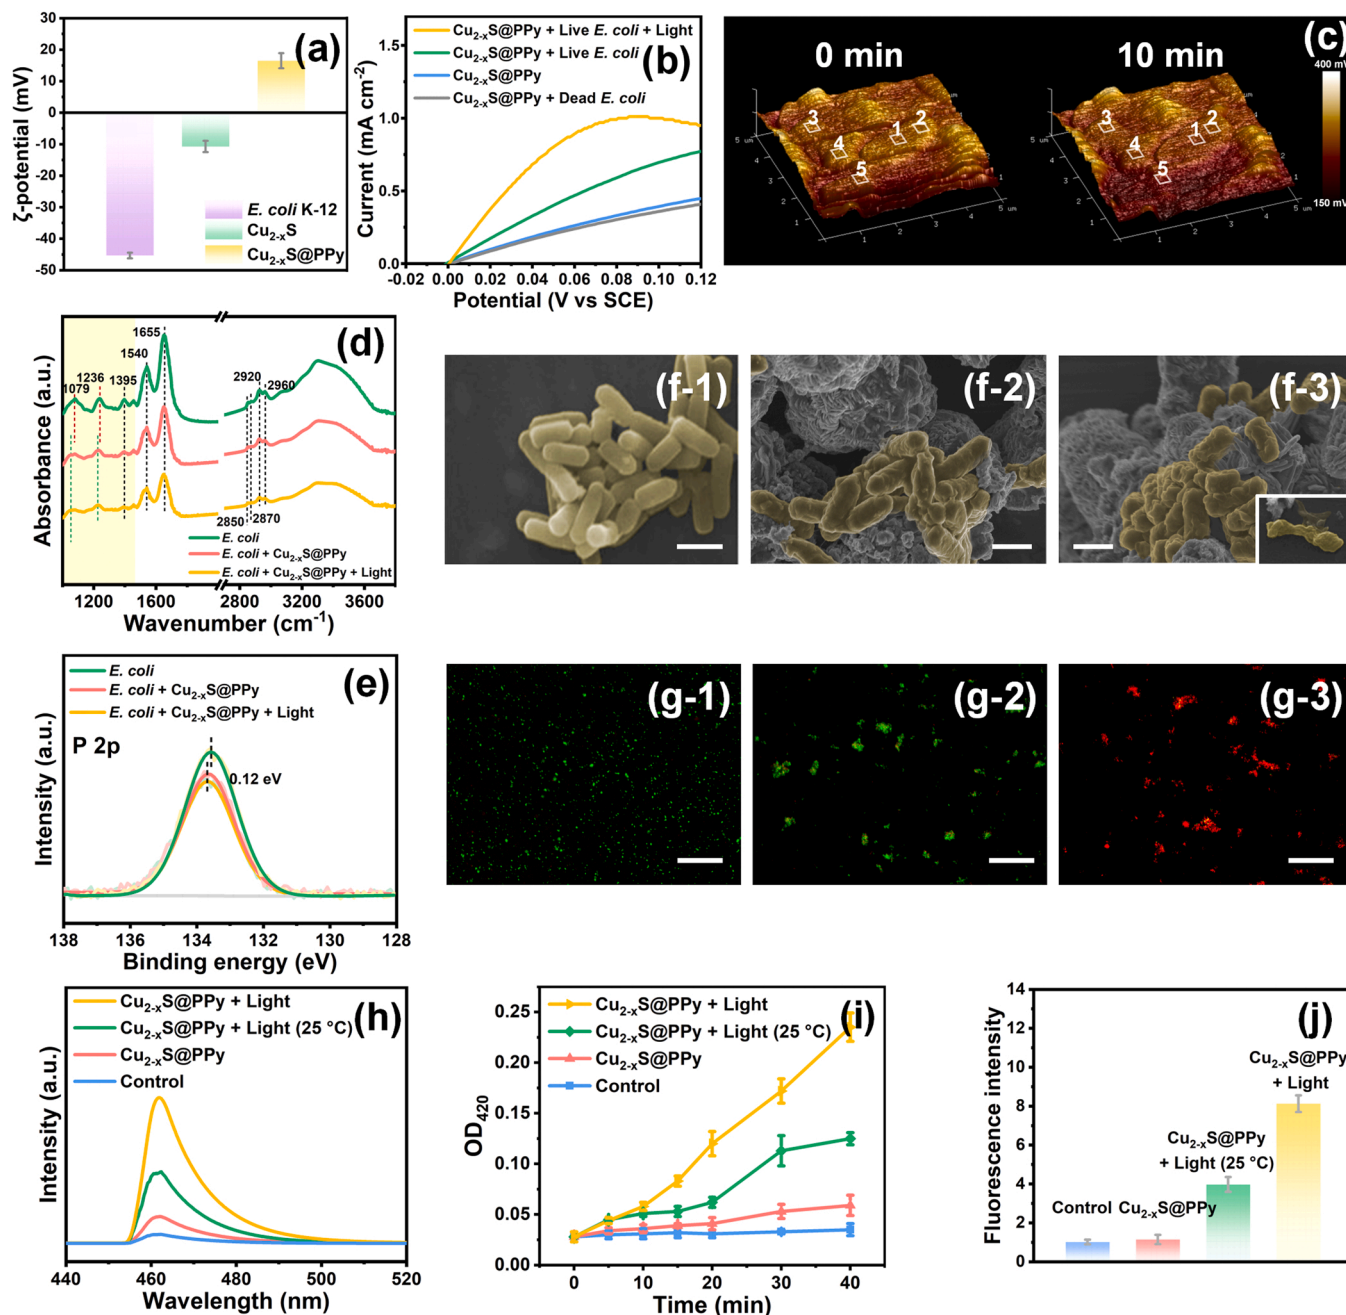 (a)
ζ-potential (mV)
30
20
10
0
-10
-20
-30
-40
-50
E. coli K-12
Cu2-xS
Cu2-xS@PPy
(b)
Cu2-xS@PPy + Live E. coli + Light
Cu2-xS@PPy + Live E. coli
Cu2-xS@PPy
Cu2-xS@PPy + Dead E. coli
Current (mA cm-2)
1.5
1.0
0.5
0.0
-0.02 0.00 0.02 0.04 0.06 0.08 0.10 0.12
Potential (V vs SCE)
(c)
0 min
10 min
400 mV
150 mV
3
4
1
2
5
3
4
1
2
5
(d)
Absorbance (a.u.)
1079
1236
1395
1540
1655
2920
2960
2850
2870
E. coli
E. coli + Cu2-xS@PPy
E. coli + Cu2-xS@PPy + Light
1200 1600 2800 3200 3600
Wavenumber (cm-1)
(f-1)
(f-2)
(f-3)
(e)
E. coli
E. coli + Cu2-xS@PPy
E. coli + Cu2-xS@PPy + Light
P 2p
0.12 eV
Intensity (a.u.)
138 136 134 132 130 128
Binding energy (eV)
(g-1)
(g-2)
(g-3)
(h)
Cu2-xS@PPy + Light
Cu2-xS@PPy + Light (25 °C)
Cu2-xS@PPy
Control
Intensity (a.u.)
440 460 480 500 520
Wavelength (nm)
(i)
Cu2-xS@PPy + Light
Cu2-xS@PPy + Light (25 °C)
Cu2-xS@PPy
Control
OD420
0.25
0.20
0.15
0.10
0.05
0.00
0 10 20 30 40
Time (min)
(j)
Fluorescence intensity
14
12
10
8
6
4
2
0
Control
Cu2-xS@PPy
Cu2-xS@PPy
+ Light (25 °C)
Cu2-xS@PPy
+ Light